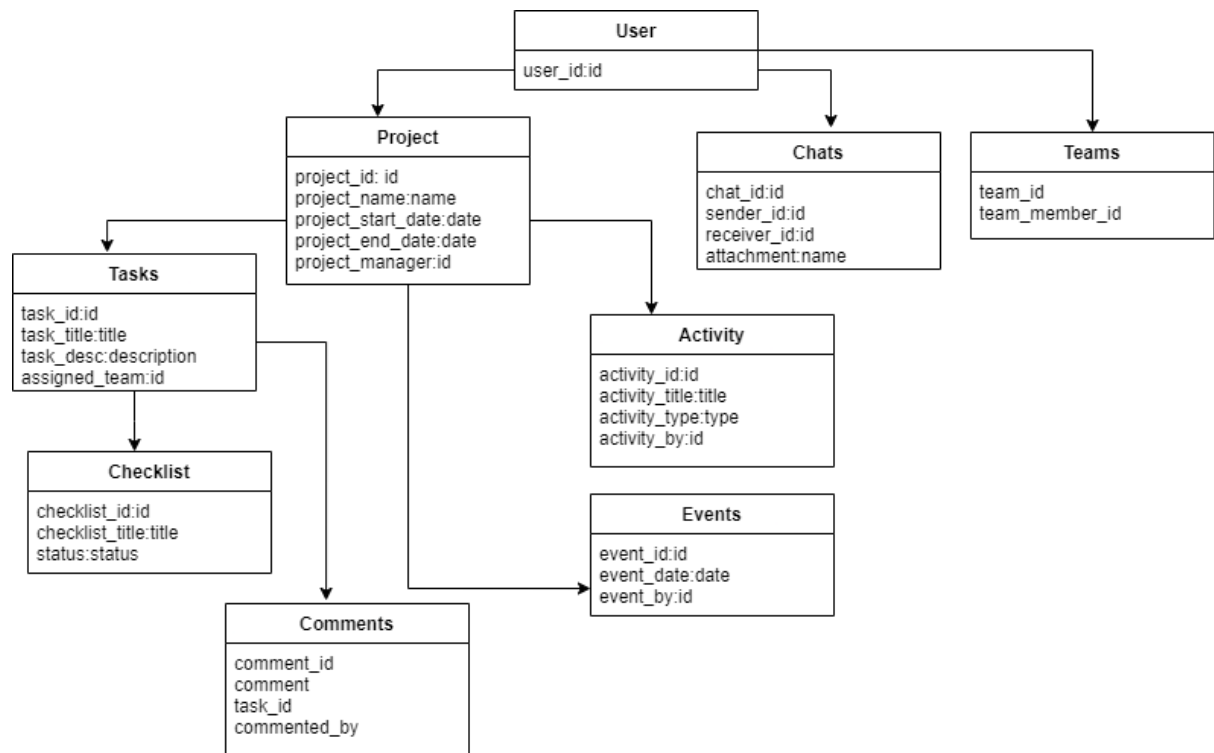 User
user_id:id
Project
project_id: id
project_name:name
project_start_date:date
project_end_date:date
project_manager:id
Chats
chat_id:id
sender_id:id
receiver_id:id
attachment:name
Teams
team_id
team_member_id
Tasks
task_id:id
task_title:title
task_desc:description
assigned_team:id
Activity
activity_id:id
activity_title:title
activity_type:type
activity_by:id
Checklist
checklist_id:id
checklist_title:title
status:status
Events
event_id:id
event_date:date
event_by:id
Comments
comment_id
comment
task_id
commented_by